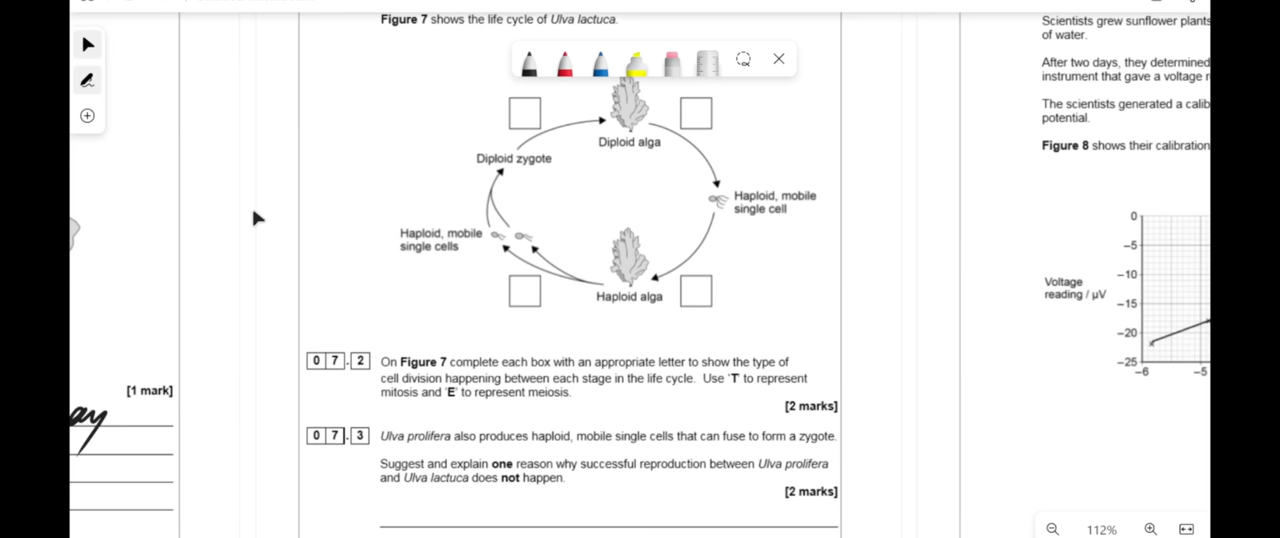 Figure 7 shows the life cycle of Ulva lactuca.
Diploid alga
Diploid zygote
Haploid, mobile
single cell
Haploid, mobile
single cells
Haploid alga
[1 mark]
ay
0 7 . 2 On Figure 7 complete each box with an appropriate letter to show the type of
cell division happening between each stage in the life cycle. Use 'T' to represent
mitosis and 'E' to represent meiosis.
[2 marks]
0 7 . 3 Ulva prolifera also produces haploid, mobile single cells that can fuse to form a zygote.
Suggest and explain one reason why successful reproduction between Ulva prolifera
and Ulva lactuca does not happen.
[2 marks]
Scientists grew sunflower plants
of water.
After two days, they determined
instrument that gave a voltage r
The scientists generated a calib
potential.
Figure 8 shows their calibration
Voltage
reading / µV
0
−5
−10
−15
−20
−25
−6
−5
112%